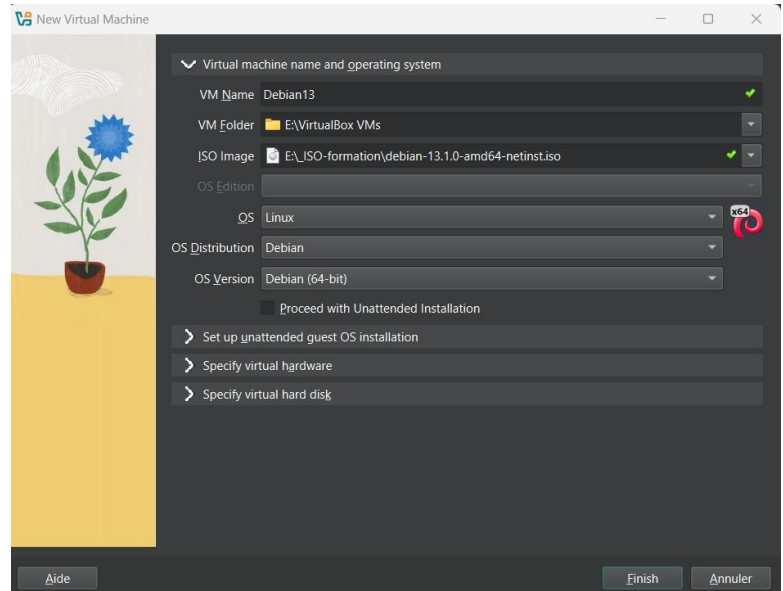 New Virtual Machine
Virtual machine name and operating system
VM Name Debian13
VM Folder E:\VirtualBox VMs
ISO Image E:\_ISO-formation\debian-13.1.0-amd64-netinst.iso
OS Edition
OS Linux
x64
OS Distribution Debian
OS Version Debian (64-bit)
Proceed with Unattended Installation
Set up unattended guest OS installation
Specify virtual hardware
Specify virtual hard disk
Aide Finish Annuler